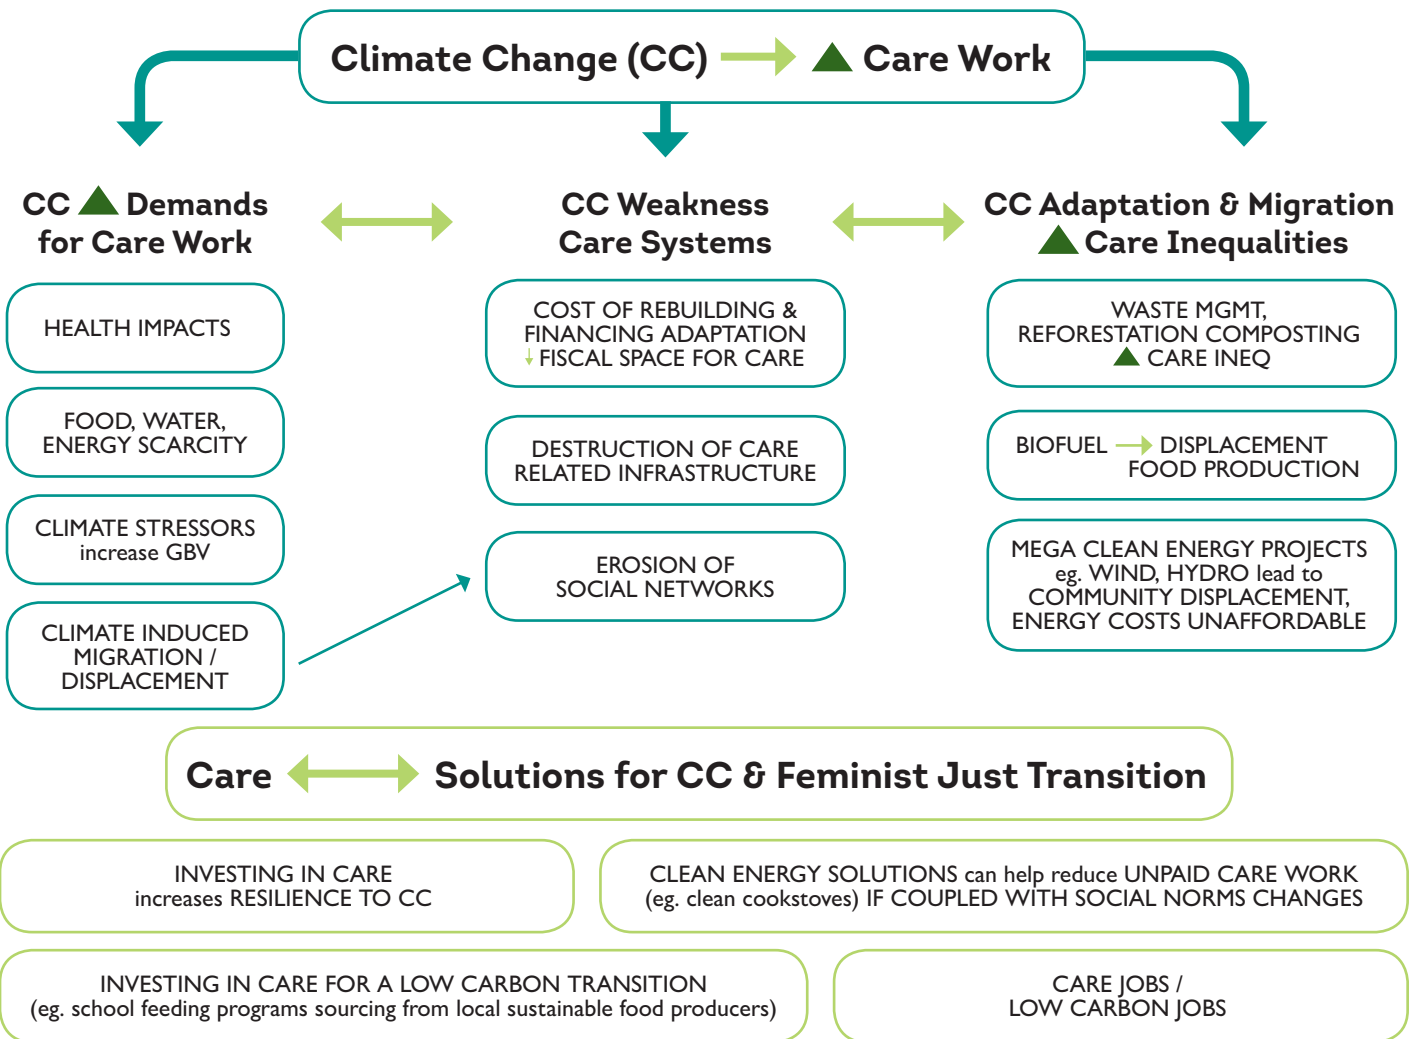 Climate Change (CC) Care Work
CC Demands
for Care Work
CC Weakness
Care Systems
CC Adaptation & Migration
Care Inequalities
HEALTH IMPACTS
FOOD, WATER,
ENERGY SCARCITY
CLIMATE STRESSORS
increase GBV
CLIMATE INDUCED
MIGRATION /
DISPLACEMENT
COST OF REBUILDING &
FINANCING ADAPTATION
FISCAL SPACE FOR CARE
DESTRUCTION OF CARE
RELATED INFRASTRUCTURE
EROSION OF
SOCIAL NETWORKS
WASTE MGMT,
REFORESTATION COMPOSTING
CARE INEQ
BIOFUEL DISPLACEMENT
FOOD PRODUCTION
MEGA CLEAN ENERGY PROJECTS
eg. WIND, HYDRO lead to
COMMUNITY DISPLACEMENT,
ENERGY COSTS UNAFFORDABLE
Care Solutions for CC & Feminist Just Transition
INVESTING IN CARE
increases RESILIENCE TO CC
CLEAN ENERGY SOLUTIONS can help reduce UNPAID CARE WORK
(eg. clean cookstoves) IF COUPLED WITH SOCIAL NORMS CHANGES
INVESTING IN CARE FOR A LOW CARBON TRANSITION
(eg. school feeding programs sourcing from local sustainable food producers)
CARE JOBS /
LOW CARBON JOBS